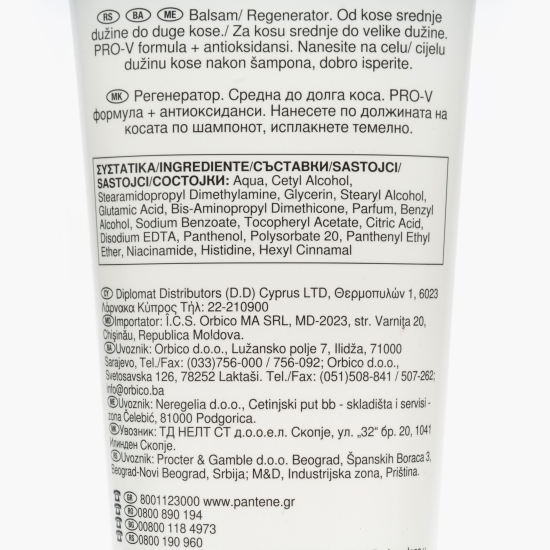 RS BA ME Balsam/ Regenerator. Od kose srednje
dužine do duge kose./ Za kosu srednje do velike dužine.
PRO-V formula + antioksidansi. Nanesite na celu/ cijelu
dužinu kose nakon šampona, dobro isperite.
MK Регенератор. Средна до долга коса. PRO-V
формула + антиоксиданси. Нанесете по должината на
косата по шампонот, исплакнете темелно.
ΣΥΣΤΑΤΙΚΑ/INGREDIENTE/СЪСТАВКИ/SASTOJCI/
SASTOJCI/СОСТОЈКИ: Aqua, Cetyl Alcohol,
Stearamidopropyl Dimethylamine, Glycerin, Stearyl Alcohol,
Glutamic Acid, Bis-Aminopropyl Dimethicone, Parfum, Benzyl
Alcohol, Sodium Benzoate, Tocopheryl Acetate, Citric Acid,
Disodium EDTA, Panthenol, Polysorbate 20, Panthenyl Ethyl
Ether, Niacinamide, Histidine, Hexyl Cinnamal
CY Diplomat Distributors (D.D) Cyprus LTD, Θερμοπυλών 1, 6023
Λάρνακα Κύπρος Τήλ: 22-210900
MD Importator: Î.C.S. Orbico MA SRL, MD-2023, str. Varnița 20,
Chișinău, Republica Moldova.
BA Uvoznik: Orbico d.o.o., Lužansko polje 7, Ilidža, 71000
Sarajevo, Tel./Fax: (033)756-000 / 756-092; Orbico d.o.o.,
Svetosavska 126, 78252 Laktaši. Tel./Fax: (051)508-841 / 507-262;
info@orbico.ba
ME Uvoznik: Neregelia d.o.o., Cetinjski put bb - skladišta i servisi -
zona Čelebić, 81000 Podgorica.
MK Увозник: ТД НЕЛТ СТ д.о.о.е.л. Скопје, ул. „32" бр. 20, 1041
Илинден Скопје.
RS Uvoznik: Procter & Gamble d.o.o. Beograd, Španskih Boraca 3,
Beograd-Novi Beograd, Srbija; M&D, Industrijska zona, Priština.
GR 8001123000 www.pantene.gr
RO 0800 890 194
BG 00800 118 4973
RS 0800 190 960